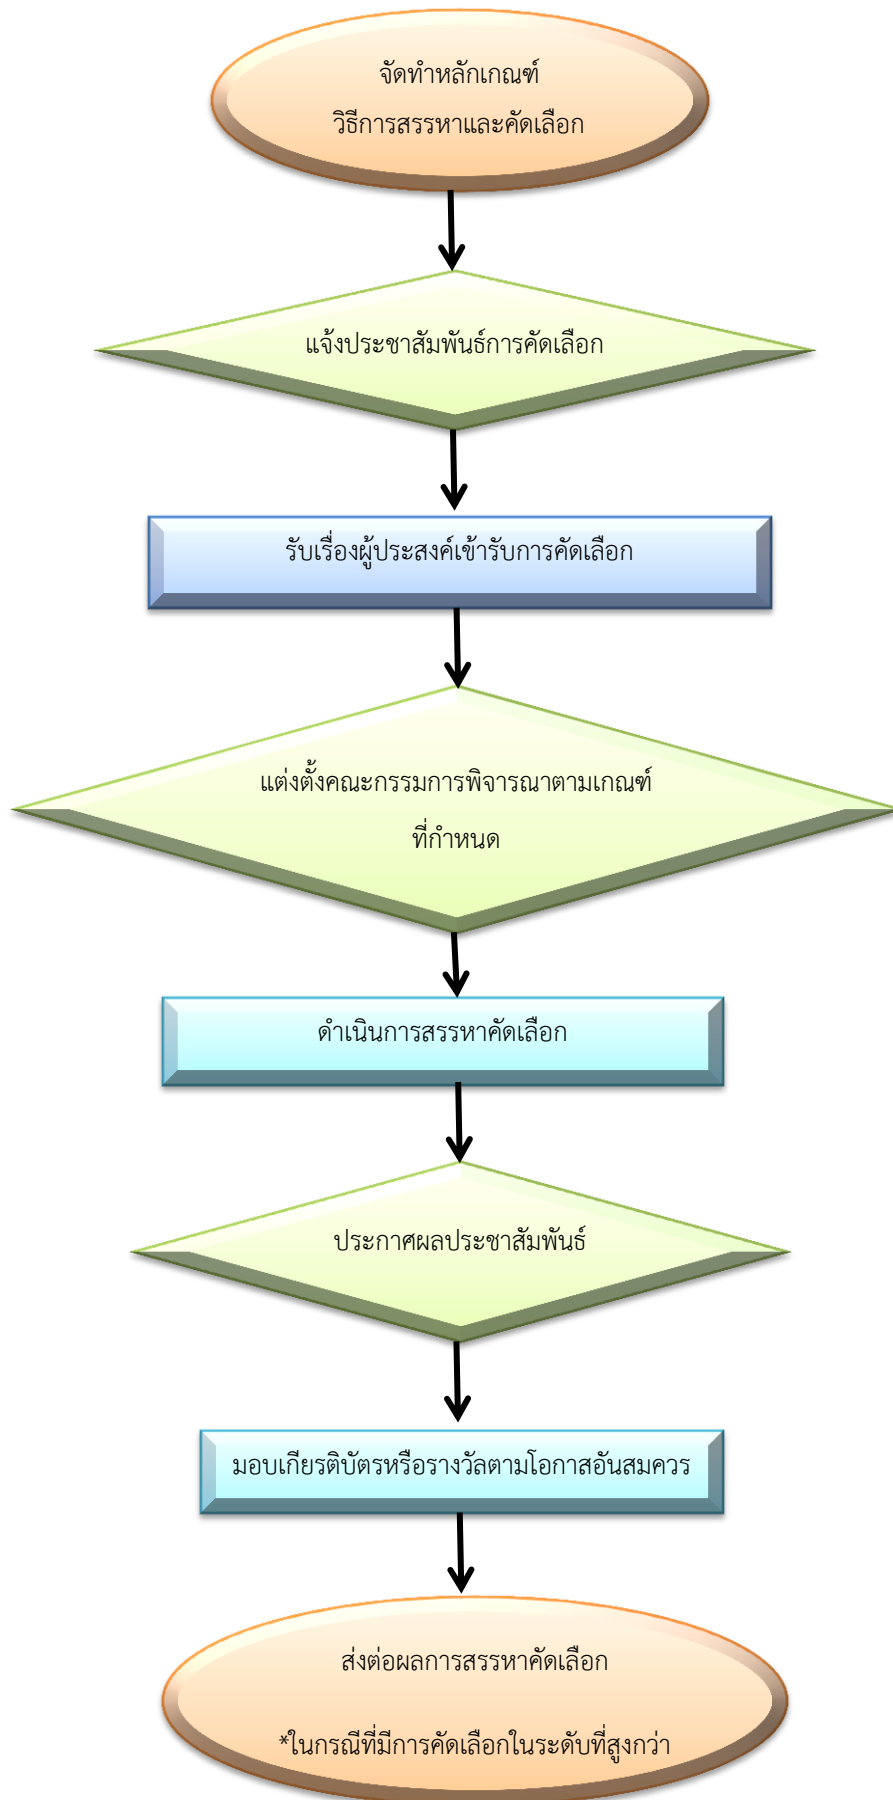 จัดทำหลักเกณฑ์
วิธีการสรรหาและคัดเลือก
แจ้งประชาสัมพันธ์การคัดเลือก
รับเรื่องผู้ประสงค์เข้ารับการคัดเลือก
แต่งตั้งคณะกรรมการพิจารณาตามเกณฑ์
ที่กำหนด
ดำเนินการสรรหาคัดเลือก
ประกาศผลประชาสัมพันธ์
มอบเกียรติบัตรหรือรางวัลตามโอกาสอันสมควร
ส่งต่อผลการสรรหาคัดเลือก
*ในกรณีที่มีการคัดเลือกในระดับที่สูงกว่า